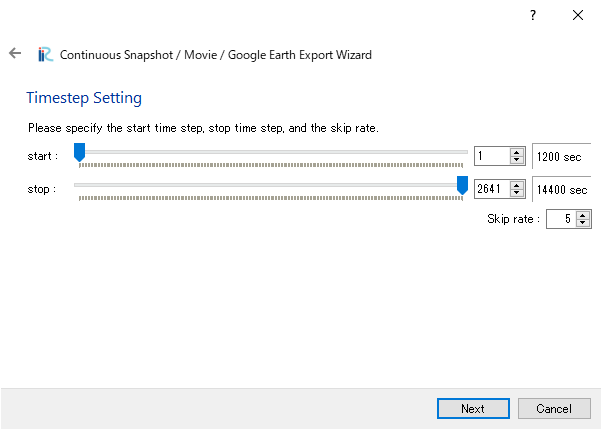 ?
Continuous Snapshot / Movie / Google Earth Export Wizard
Timestep Setting
Please specify the start time step, stop time step, and the skip rate.
start : 1 1200 sec
stop : 2641 14400 sec
Skip rate : 5
Next Cancel